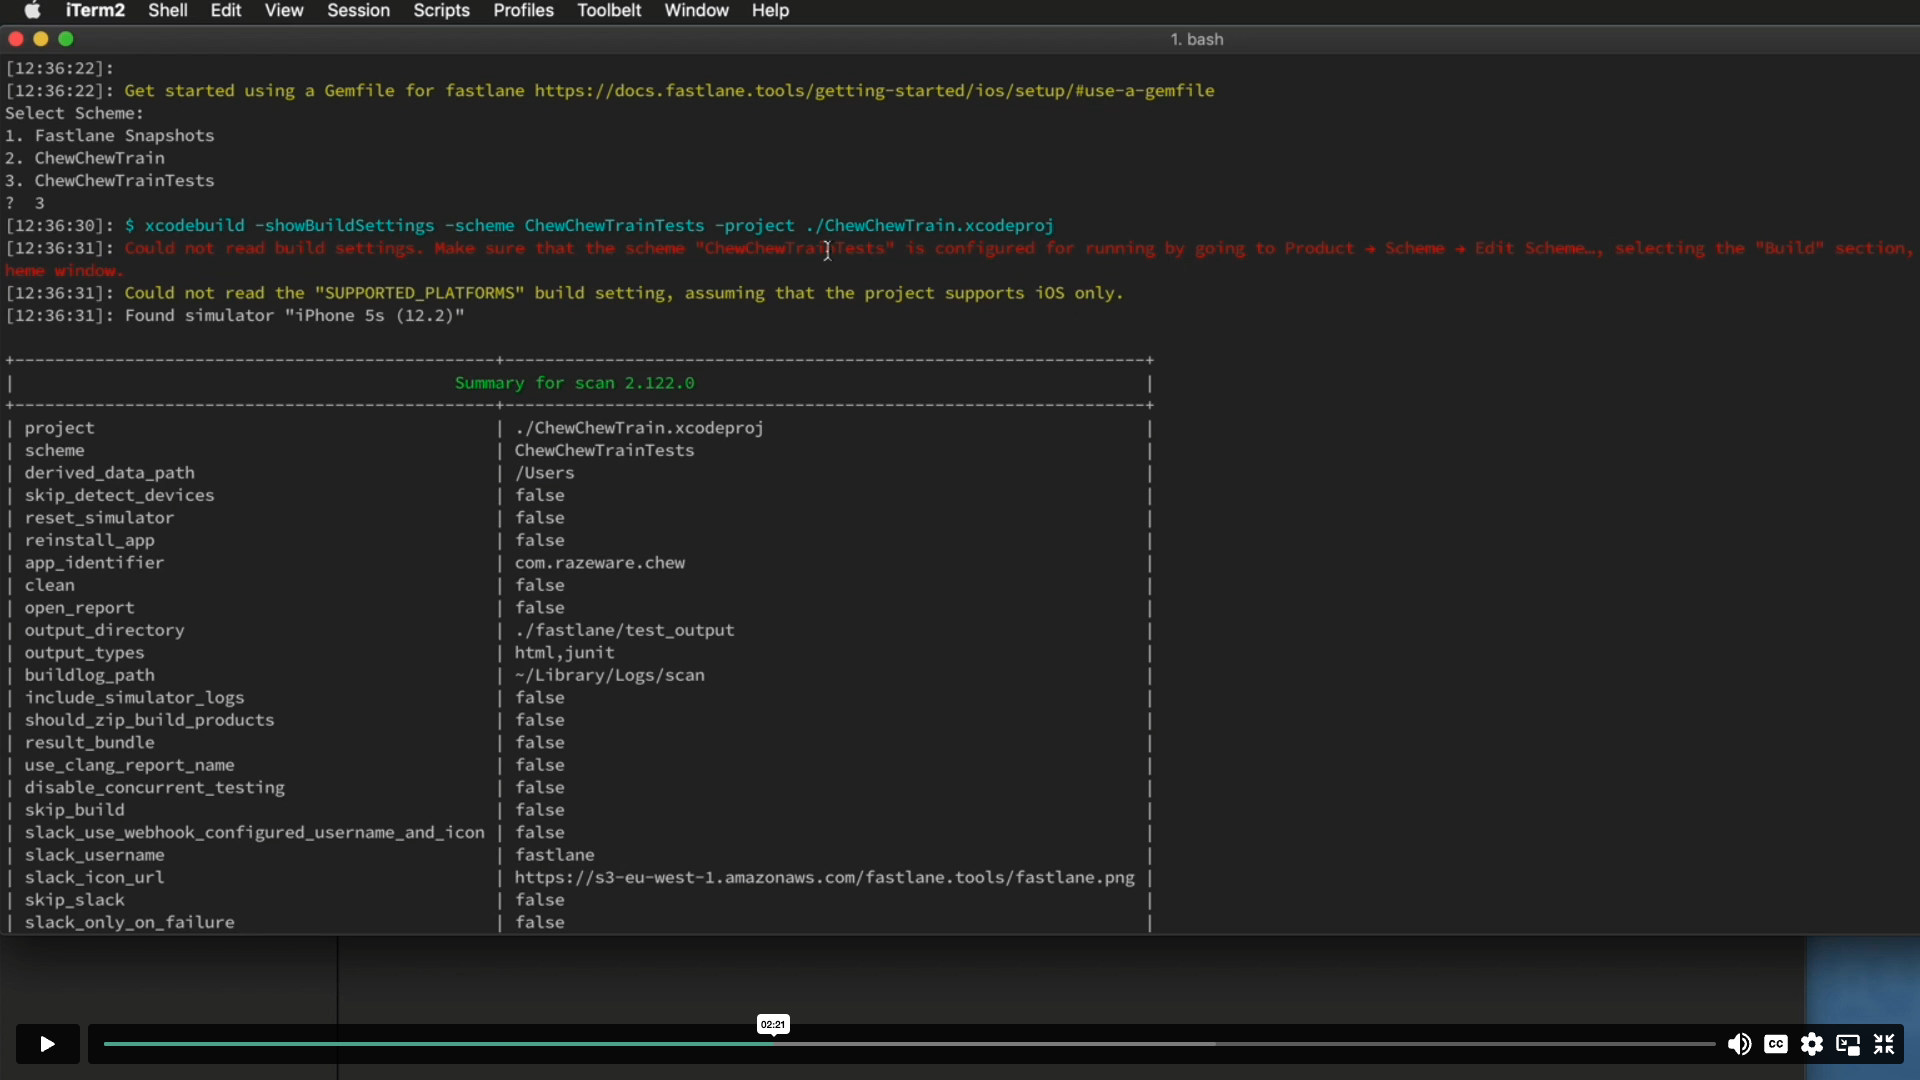 iTerm2 Shell Edit View Session Scripts Profiles Toolbelt Window Help
1. bash
[12:36:22]:
[12:36:22]: Get started using a Gemfile for fastlane https://docs.fastlane.tools/getting-started/ios/setup/#use-a-gemfile
Select Scheme:
1. Fastlane Snapshots
2. ChewChewTrain
3. ChewChewTrainTests
? 3
[12:36:30]: $ xcodebuild -showBuildSettings -scheme ChewChewTrainTests -project ./ChewChewTrain.xcodeproj
[12:36:31]: Could not read build settings. Make sure that the scheme "ChewChewTrainTests" is configured for running by going to Product → Scheme → Edit Scheme…, selecting the "Build" section,
heme window.
[12:36:31]: Could not read the "SUPPORTED_PLATFORMS" build setting, assuming that the project supports iOS only.
[12:36:31]: Found simulator "iPhone 5s (12.2)"
+-------------------------------------------------+----------------------------------------------------------------+
| Summary for scan 2.122.0 |
+-------------------------------------------------+----------------------------------------------------------------+
| project | ./ChewChewTrain.xcodeproj |
| scheme | ChewChewTrainTests |
| derived_data_path | /Users |
| skip_detect_devices | false |
| reset_simulator | false |
| reinstall_app | false |
| app_identifier | com.razeware.chew |
| clean | false |
| open_report | false |
| output_directory | ./fastlane/test_output |
| output_types | html,junit |
| buildlog_path | ~/Library/Logs/scan |
| include_simulator_logs | false |
| should_zip_build_products | false |
| result_bundle | false |
| use_clang_report_name | false |
| disable_concurrent_testing | false |
| skip_build | false |
| slack_use_webhook_configured_username_and_icon | false |
| slack_username | fastlane |
| slack_icon_url | https://s3-eu-west-1.amazonaws.com/fastlane.tools/fastlane.png |
| skip_slack | false |
| slack_only_on_failure | false |
02:21
CC